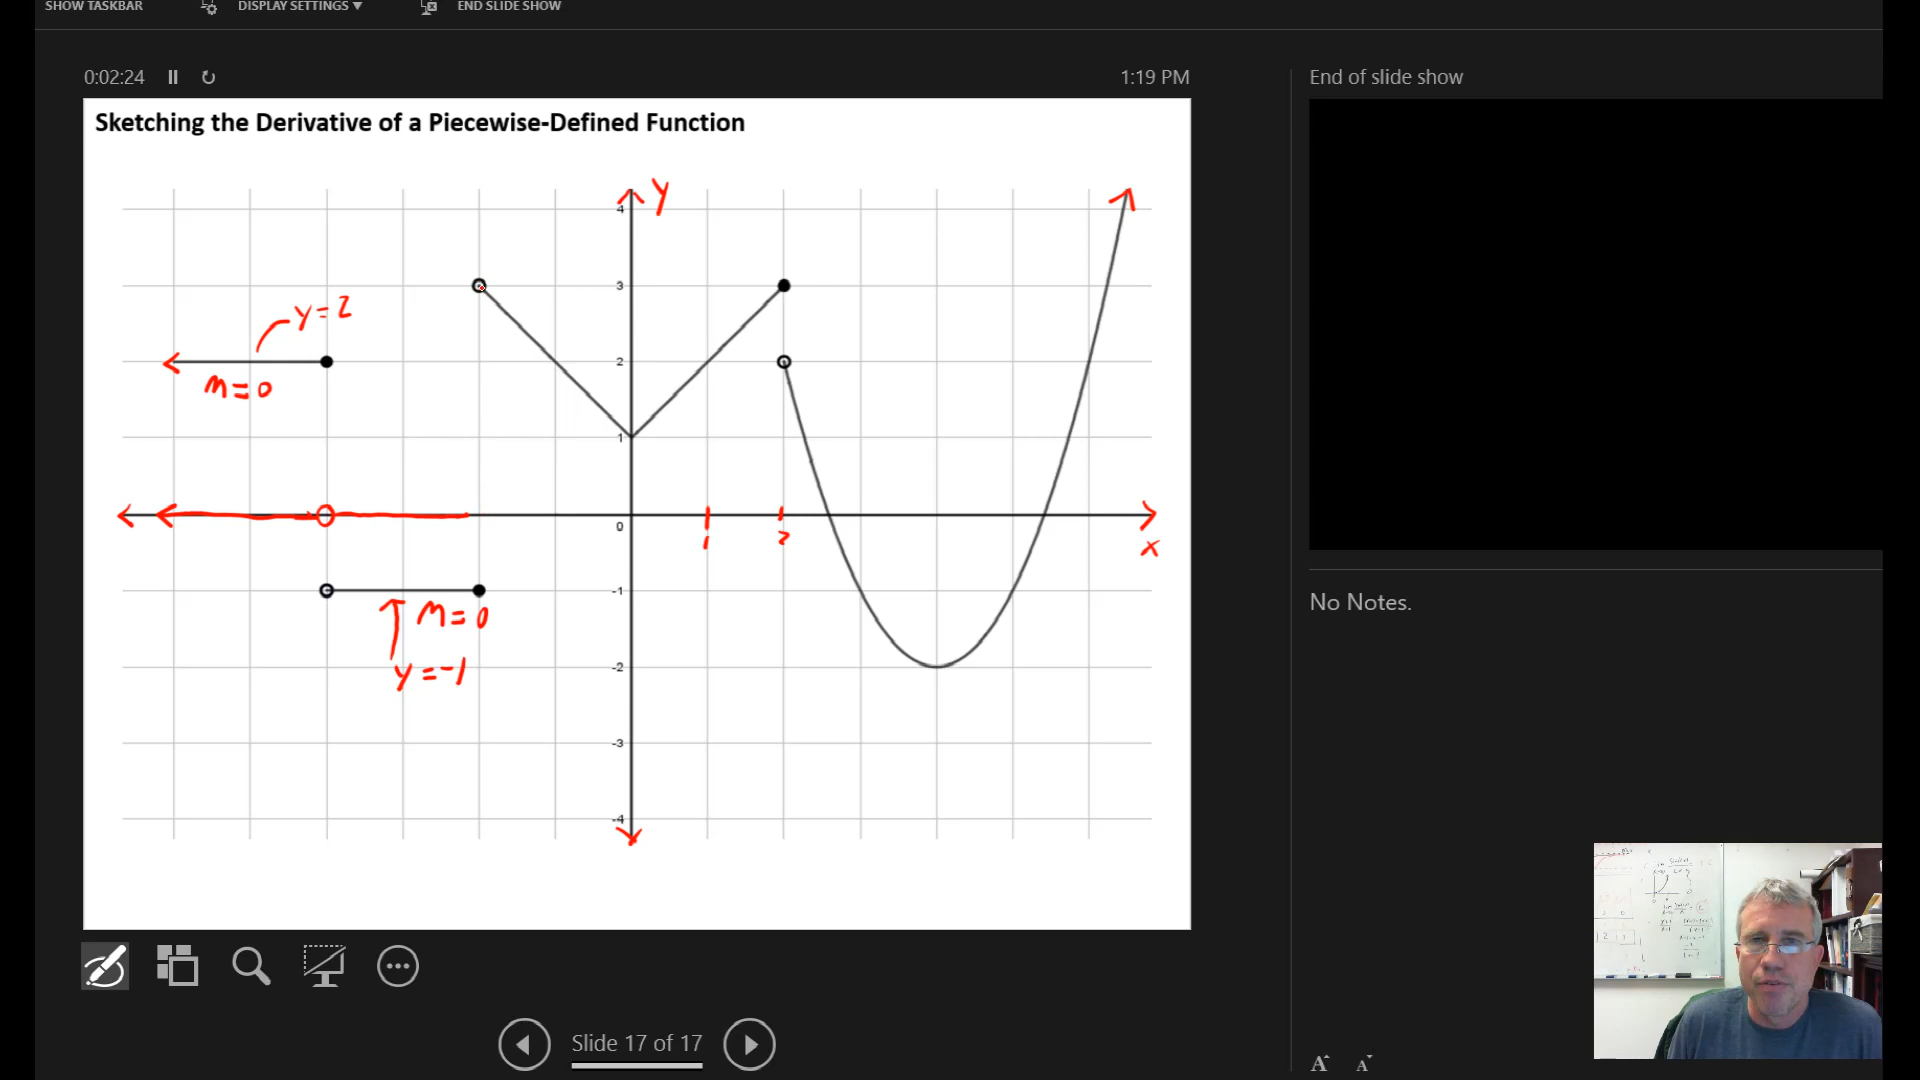 SHOW TASKBAR DISPLAY SETTINGS ▼ END SLIDE SHOW
0:02:24 1:19 PM
End of slide show
Sketching the Derivative of a Piecewise-Defined Function
y
4
3
y=2
2
m=0
1
0
1 2
x
-1
m=0
y=-1
-2
-3
-4
No Notes.
Slide 17 of 17
A A